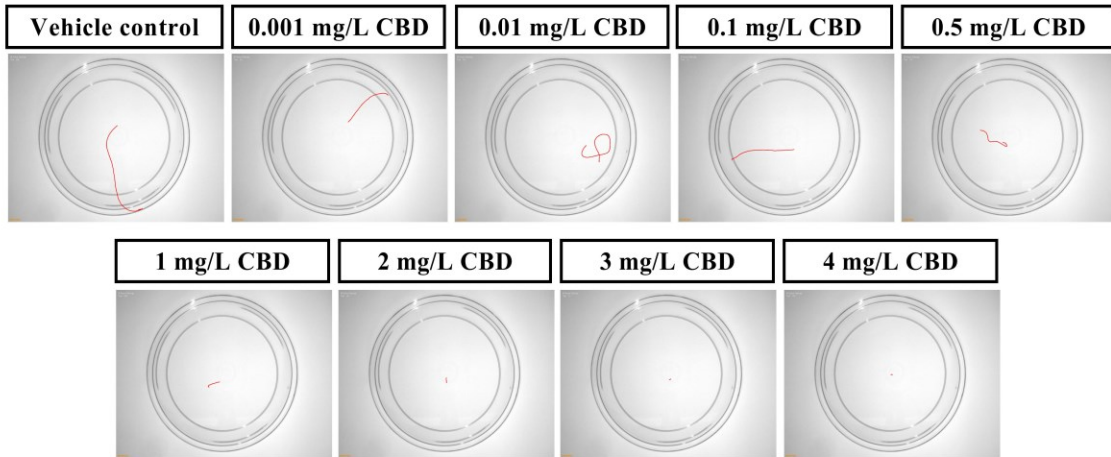 Vehicle control
0.001 mg/L CBD
0.01 mg/L CBD
0.1 mg/L CBD
0.5 mg/L CBD
1 mg/L CBD
2 mg/L CBD
3 mg/L CBD
4 mg/L CBD